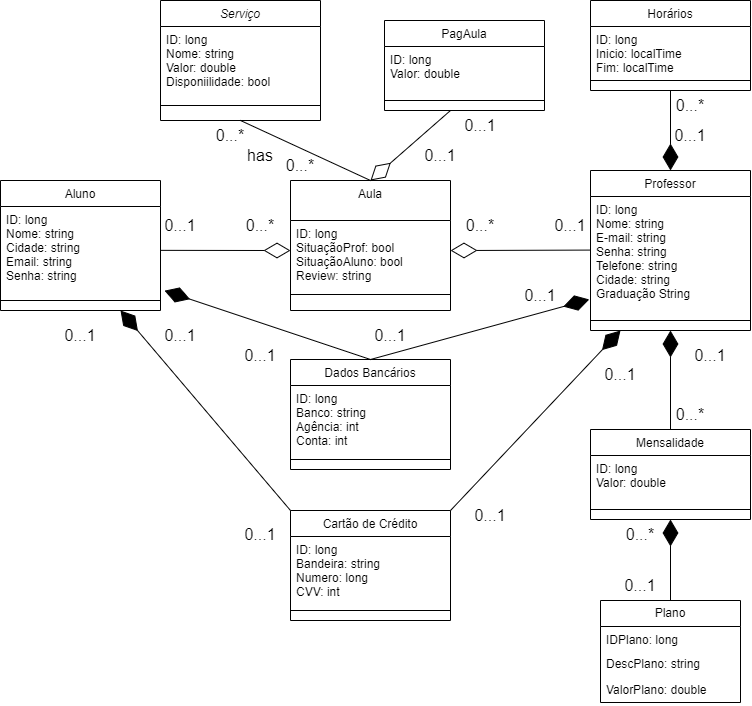 Serviço
ID: long
Nome: string
Valor: double
Disponiilidade: bool
PagAula
ID: long
Valor: double
Horários
ID: long
Inicio: localTime
Fim: localTime
0...*
has
0...*
0...1
0...1
0...*
0...1
Aluno
ID: long
Nome: string
Cidade: string
Email: string
Senha: string
0...1
0...*
Aula
ID: long
SituaçãoProf: bool
SituaçãoAluno: bool
Review: string
0...*
0...1
Professor
ID: long
Nome: string
E-mail: string
Senha: string
Telefone: string
Cidade: string
Graduação String
0...1
0...1
0...1
0...1
0...1
0...1
0...1
Dados Bancários
ID: long
Banco: string
Agência: int
Conta: int
0...*
Mensalidade
ID: long
Valor: double
0...1
0...1
Cartão de Crédito
ID: long
Bandeira: string
Numero: long
CVV: int
0...*
0...1
Plano
IDPlano: long
DescPlano: string
ValorPlano: double